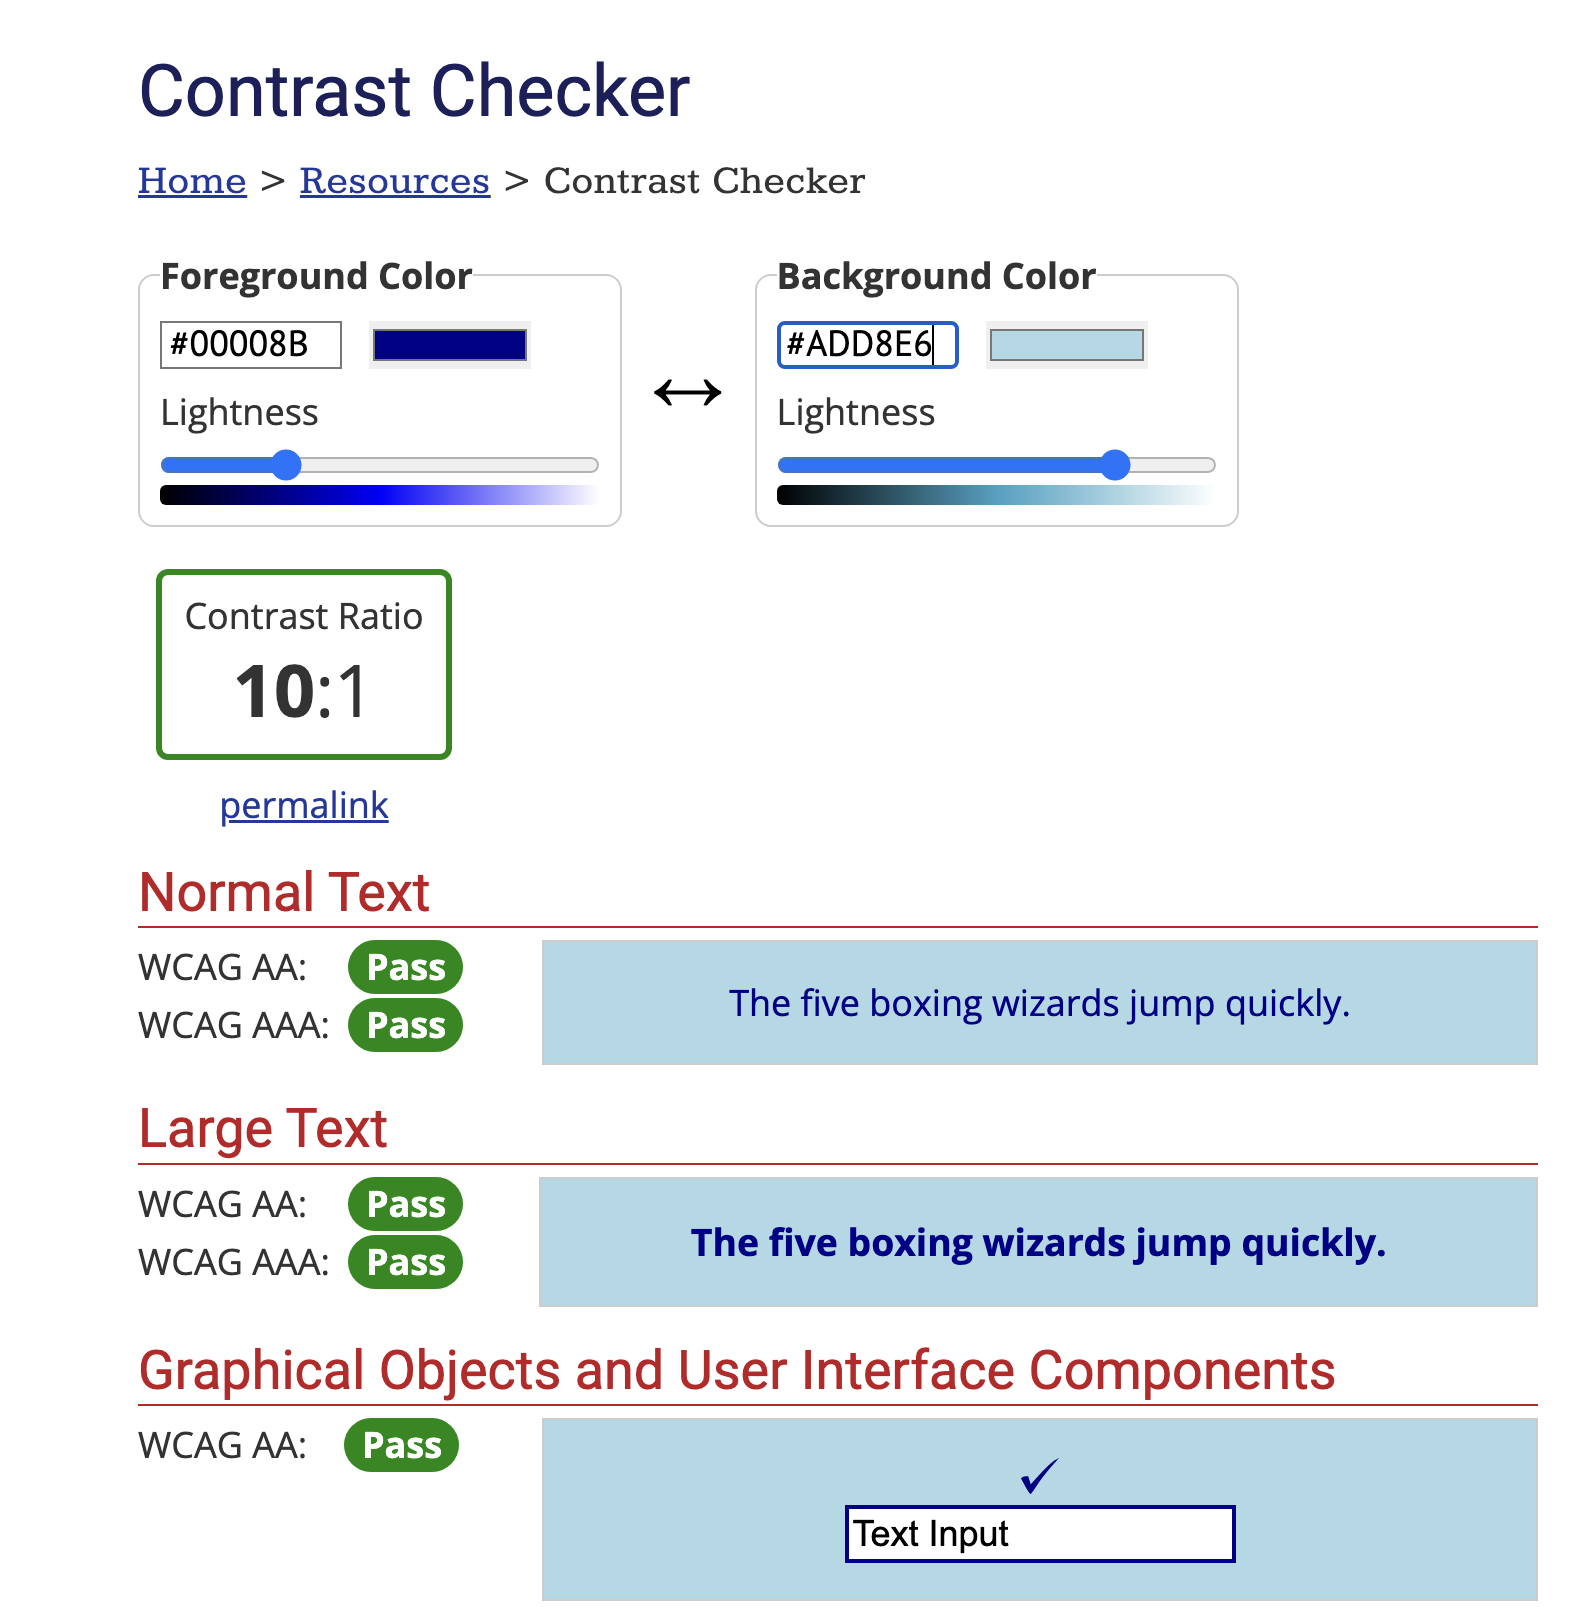 Contrast Checker
Home > Resources > Contrast Checker
Foreground Color
#00008B
Lightness
Background Color
#ADD8E6
Lightness
Contrast Ratio
10:1
permalink
Normal Text
WCAG AA: Pass
WCAG AAA: Pass
The five boxing wizards jump quickly.
Large Text
WCAG AA: Pass
WCAG AAA: Pass
The five boxing wizards jump quickly.
Graphical Objects and User Interface Components
WCAG AA: Pass
Text Input